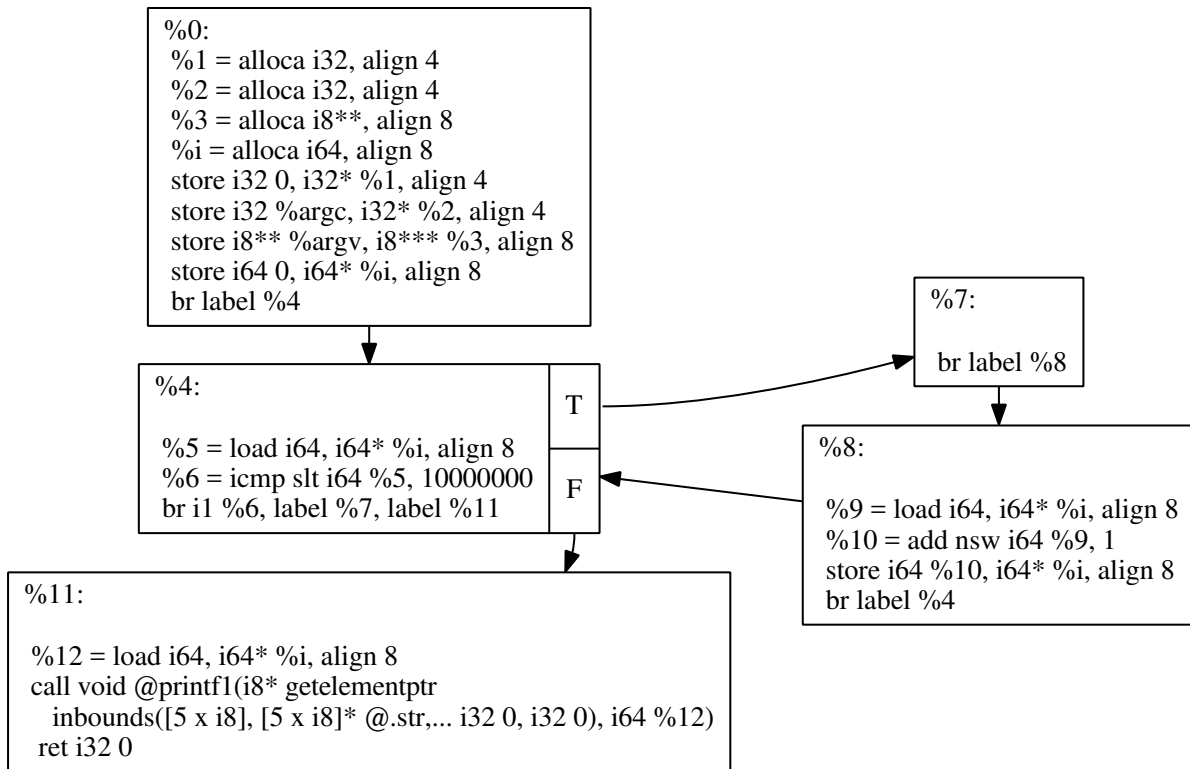 %0:
%1 = alloca i32, align 4
%2 = alloca i32, align 4
%3 = alloca i8**, align 8
%i = alloca i64, align 8
store i32 0, i32* %1, align 4
store i32 %argc, i32* %2, align 4
store i8** %argv, i8*** %3, align 8
store i64 0, i64* %i, align 8
br label %4
%4:
%5 = load i64, i64* %i, align 8
%6 = icmp slt i64 %5, 10000000
br i1 %6, label %7, label %11
T
F
%7:
br label %8
%8:
%9 = load i64, i64* %i, align 8
%10 = add nsw i64 %9, 1
store i64 %10, i64* %i, align 8
br label %4
%11:
%12 = load i64, i64* %i, align 8
call void @printf1(i8* getelementptr
inbounds([5 x i8], [5 x i8]* @.str,... i32 0, i32 0), i64 %12)
ret i32 0